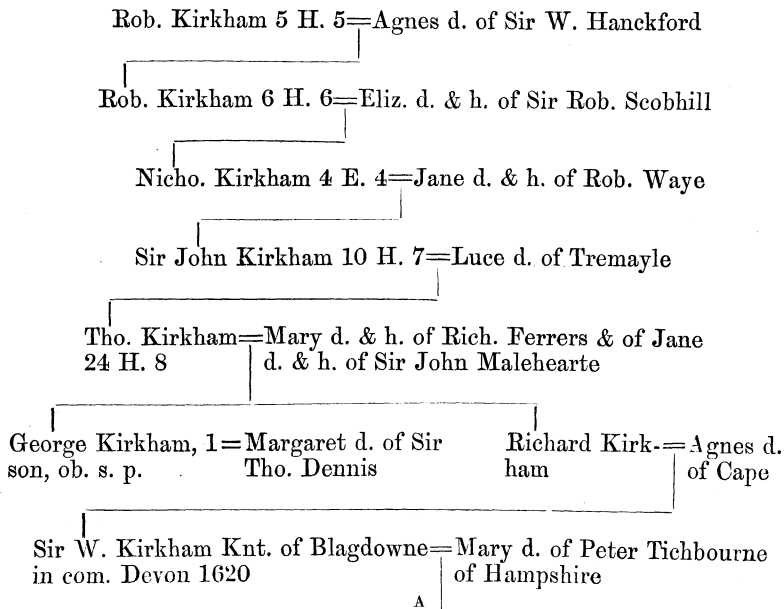 Rob. Kirkham 5 H. 5=Agnes d. of Sir W. Hanckford
Rob. Kirkham 6 H. 6=Eliz. d. & h. of Sir Rob. Scobhill
Nicho. Kirkham 4 E. 4=Jane d. & h. of Rob. Waye
Sir John Kirkham 10 H. 7=Luce d. of Tremayle
Tho. Kirkham=Mary d. & h. of Rich. Ferrers & of Jane
24 H. 8 d. & h. of Sir John Malehearte
George Kirkham, 1= Margaret d. of Sir Richard Kirk-= Agnes d.
son, ob. s. p. Tho. Dennis ham of Cape
Sir W. Kirkham Knt. of Blagdowne=Mary d. of Peter Tichbourne
in com. Devon 1620 of Hampshire
A